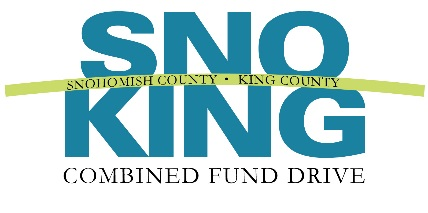 SNO
SNOHOMISH COUNTY • KING COUNTY
KING
COMBINED FUND DRIVE